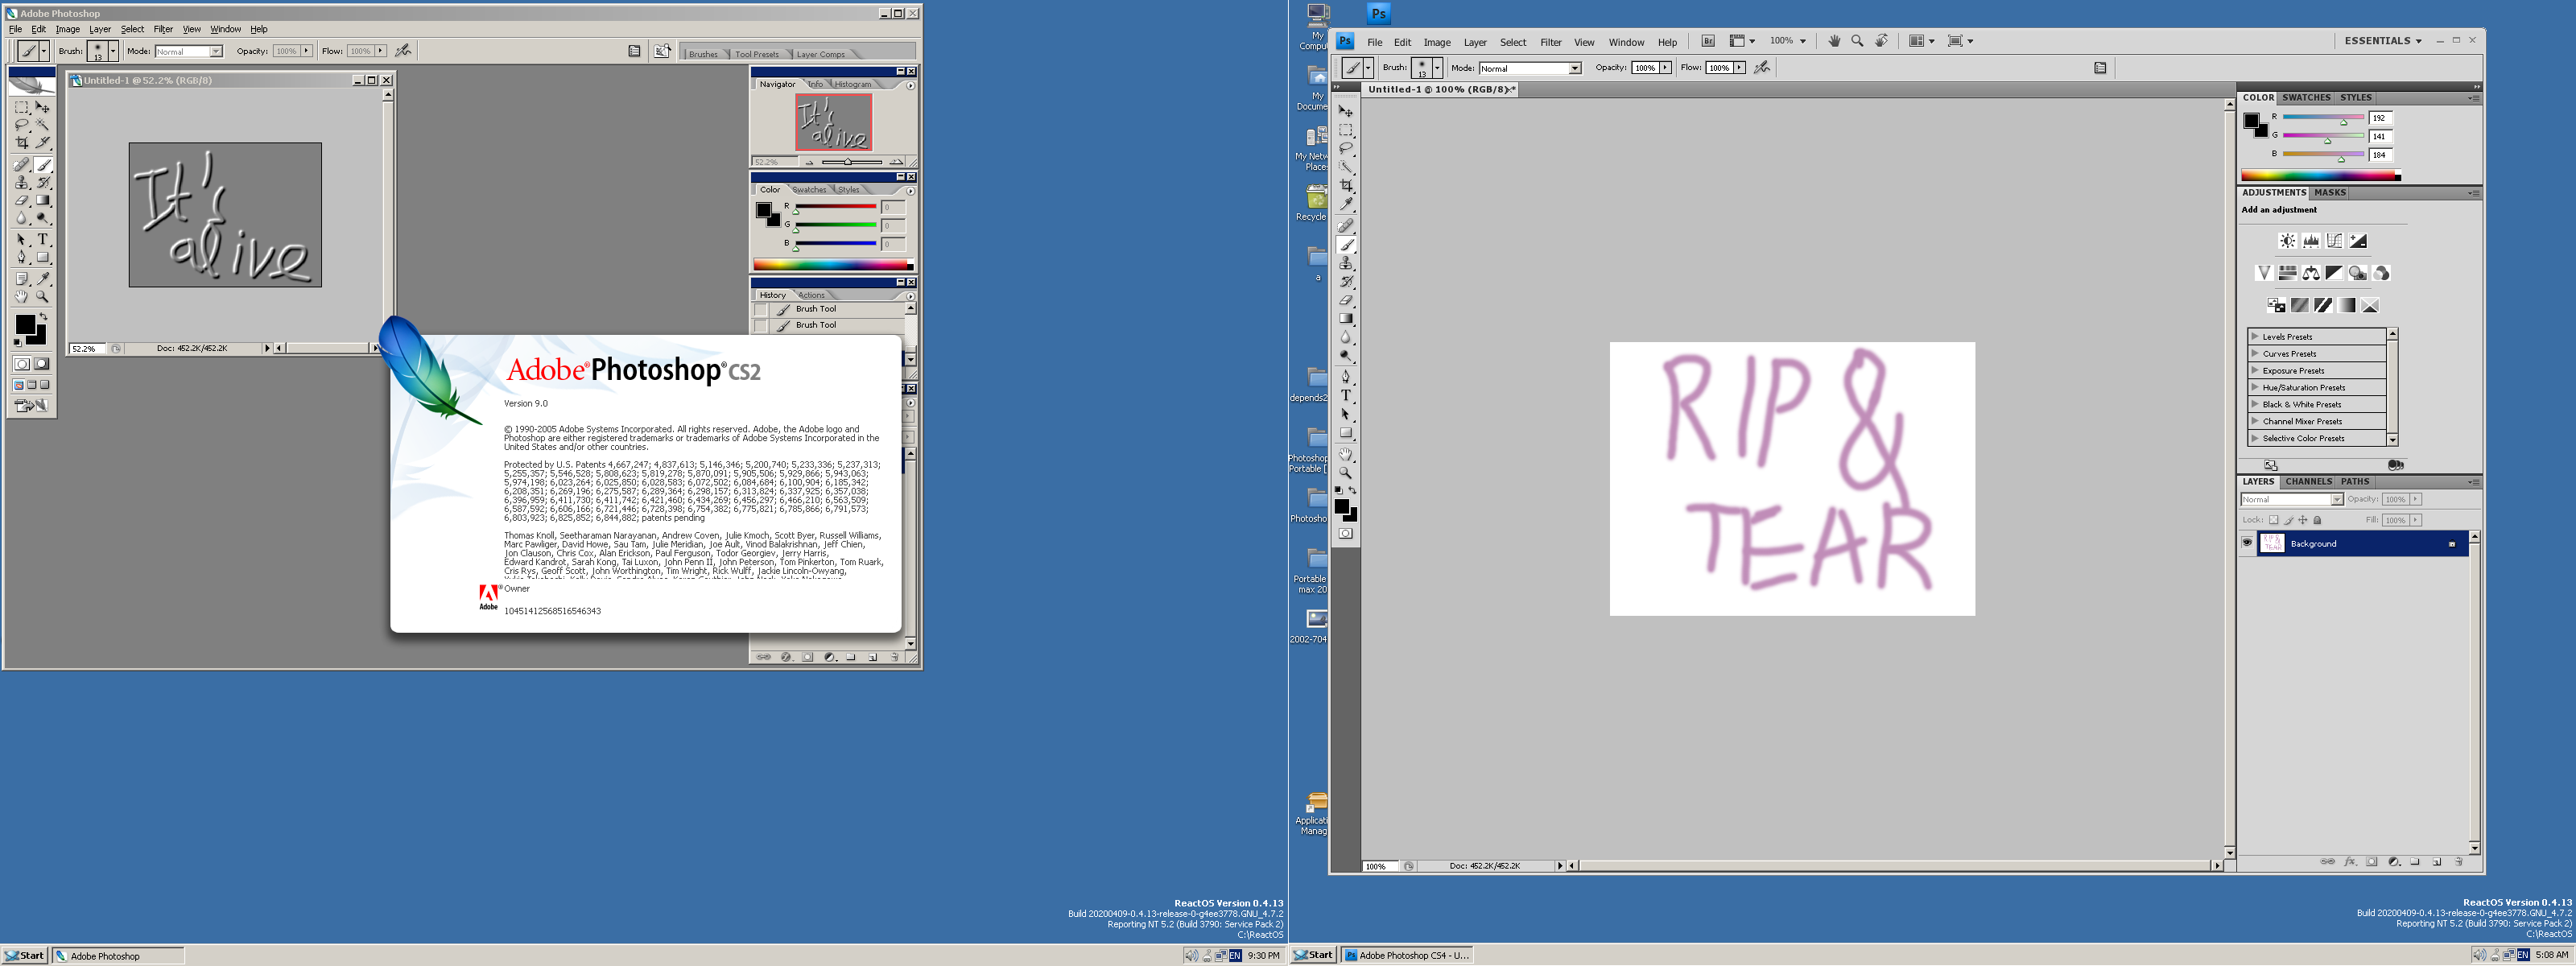 Adobe Photoshop
File Edit Image Layer Select Filter View Window Help
Brush: 13 Mode: Normal Opacity: 100% Flow: 100%
Brushes Tool Presets Layer Comps
Untitled-1 @ 52.2% (RGB/8)
It's
alive
52.2% Doc: 452.2K/452.2K
Navigator Info Histogram
It's
alive
52.2%
Color Swatches Styles
R 0
G 0
B 0
History Actions
Brush Tool
Brush Tool
Adobe® Photoshop® CS2
Version 9.0
© 1990-2005 Adobe Systems Incorporated. All rights reserved. Adobe, the Adobe logo and
Photoshop are either registered trademarks or trademarks of Adobe Systems Incorporated in the
United States and/or other countries.
Protected by U.S. Patents 4,667,247; 4,837,613; 5,146,346; 5,200,740; 5,233,336; 5,237,313;
5,255,357; 5,546,528; 5,808,623; 5,819,278; 5,870,091; 5,905,506; 5,929,866; 5,943,063;
5,974,198; 6,023,264; 6,025,850; 6,028,583; 6,072,502; 6,084,684; 6,100,904; 6,185,342;
6,208,351; 6,269,196; 6,275,587; 6,289,364; 6,298,157; 6,313,824; 6,337,925; 6,357,038;
6,396,959; 6,411,730; 6,411,742; 6,421,460; 6,434,269; 6,456,297; 6,466,210; 6,563,509;
6,587,592; 6,606,166; 6,721,446; 6,728,398; 6,754,382; 6,775,821; 6,785,866; 6,791,573;
6,803,923; 6,825,852; 6,844,882; patents pending
Thomas Knoll, Seetharaman Narayanan, Andrew Coven, Julie Kmoch, Scott Byer, Russell Williams,
Marc Pawliger, David Howe, Sau Tam, Julie Meridian, Joe Ault, Vinod Balakrishnan, Jeff Chien,
Jon Clauson, Chris Cox, Alan Erickson, Paul Ferguson, Todor Georgiev, Jerry Harris,
Edward Kandrot, Sarah Kong, Tai Luxon, John Penn II, John Peterson, Tom Pinkerton, Tom Ruark,
Cris Rys, Geoff Scott, John Worthington, Tim Wright, Rick Wulff, Jackie Lincoln-Owyang,
Adobe
® Owner
10451412568516546343
ReactOS Version 0.4.13
Build 20200409-0.4.13-release-0-g4ee3778.GNU_4.7.2
Reporting NT 5.2 (Build 3790: Service Pack 2)
C:\ReactOS
Start Adobe Photoshop EN 9:30 PM
My
Compu
My
Docume
My Netw
Places
Recycle
a
depends2
Photoshop
Portable [
Photosho
Portable
max 20
2002-704
Applicati
Manag
Ps
Ps File Edit Image Layer Select Filter View Window Help Br 100% ESSENTIALS
Brush: 13 Mode: Normal Opacity: 100% Flow: 100%
Untitled-1 @ 100% (RGB/8) *
RIP &
TEAR
100% Doc: 452.2K/452.2K
COLOR SWATCHES STYLES
R 192
G 141
B 184
ADJUSTMENTS MASKS
Add an adjustment
Levels Presets
Curves Presets
Exposure Presets
Hue/Saturation Presets
Black & White Presets
Channel Mixer Presets
Selective Color Presets
LAYERS CHANNELS PATHS
Normal Opacity: 100%
Lock: Fill: 100%
RIP &
TEAR
Background
ReactOS Version 0.4.13
Build 20200409-0.4.13-release-0-g4ee3778.GNU_4.7.2
Reporting NT 5.2 (Build 3790: Service Pack 2)
C:\ReactOS
Start Ps Adobe Photoshop CS4 - U... EN 5:08 AM